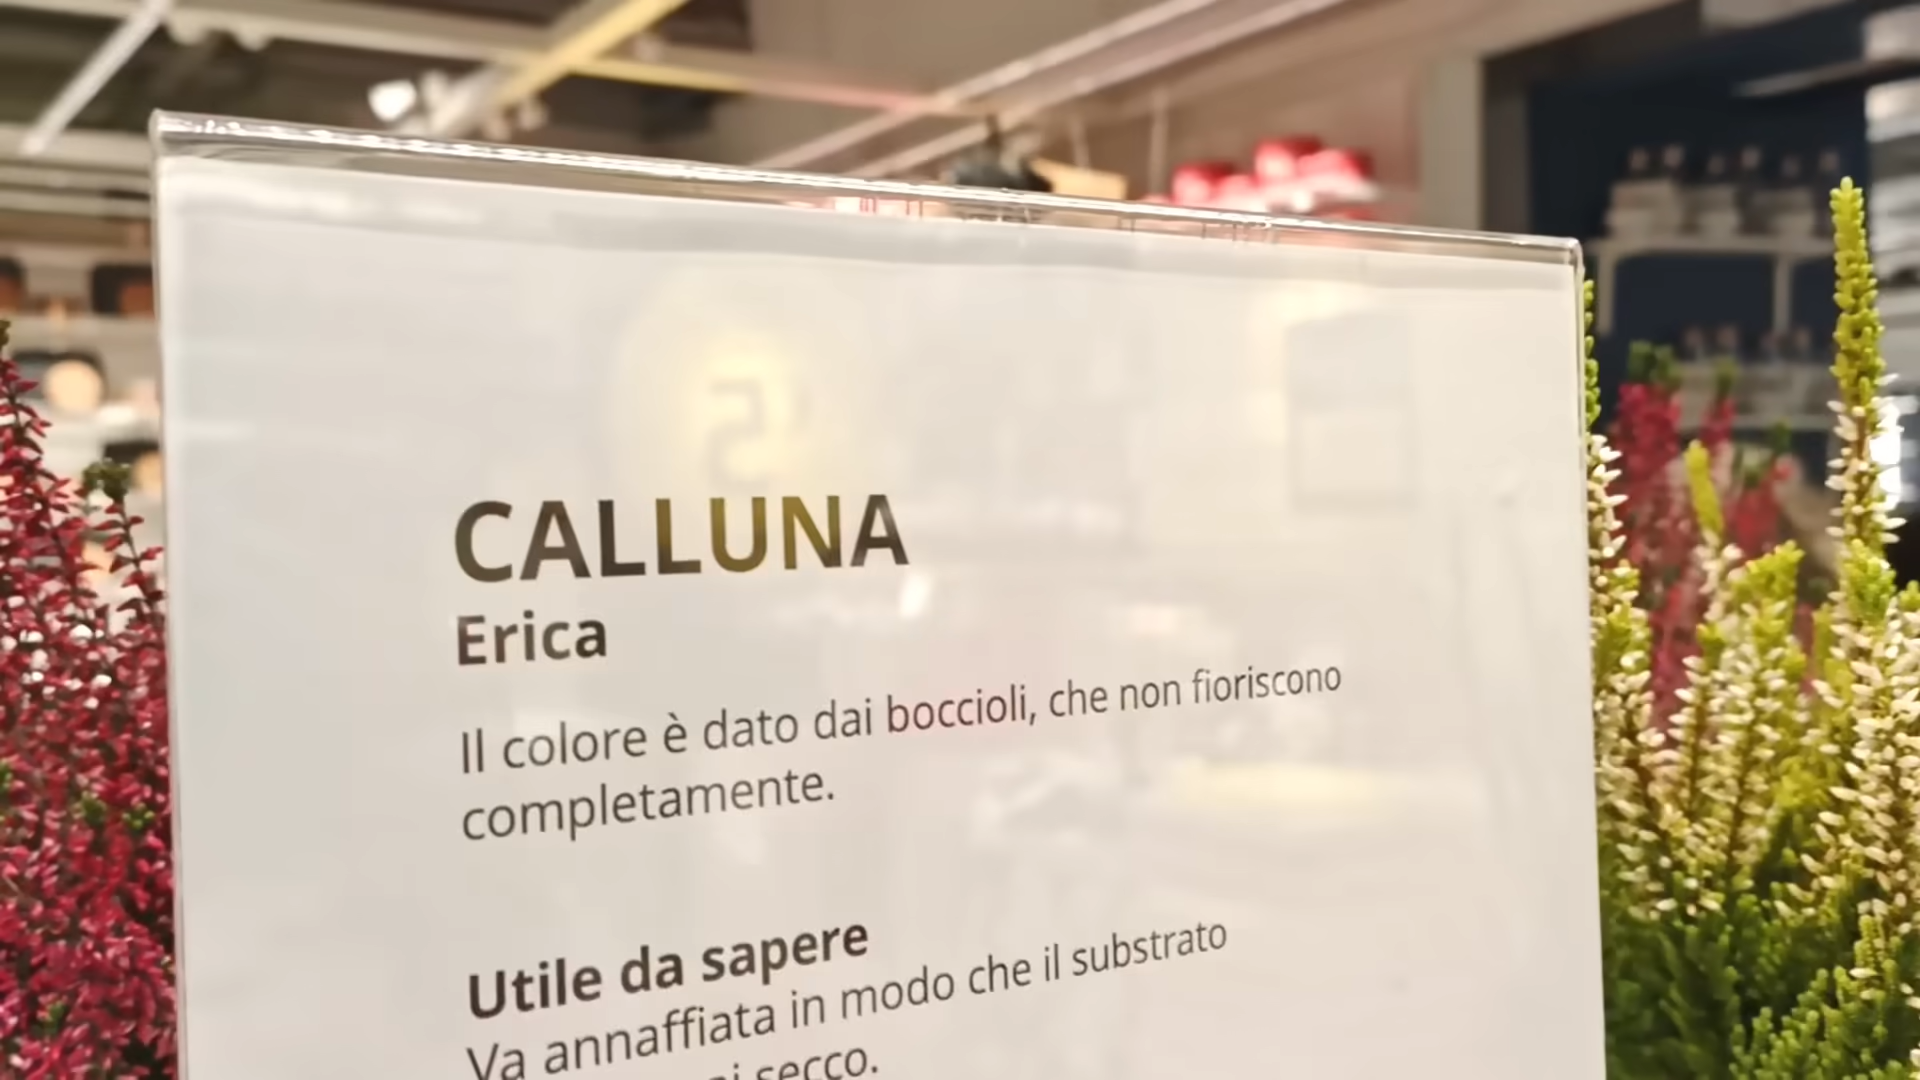 CALLUNA
Erica
Il colore è dato dai boccioli, che non fioriscono
completamente.
Utile da sapere
Va annaffiata in modo che il substrato
secco.